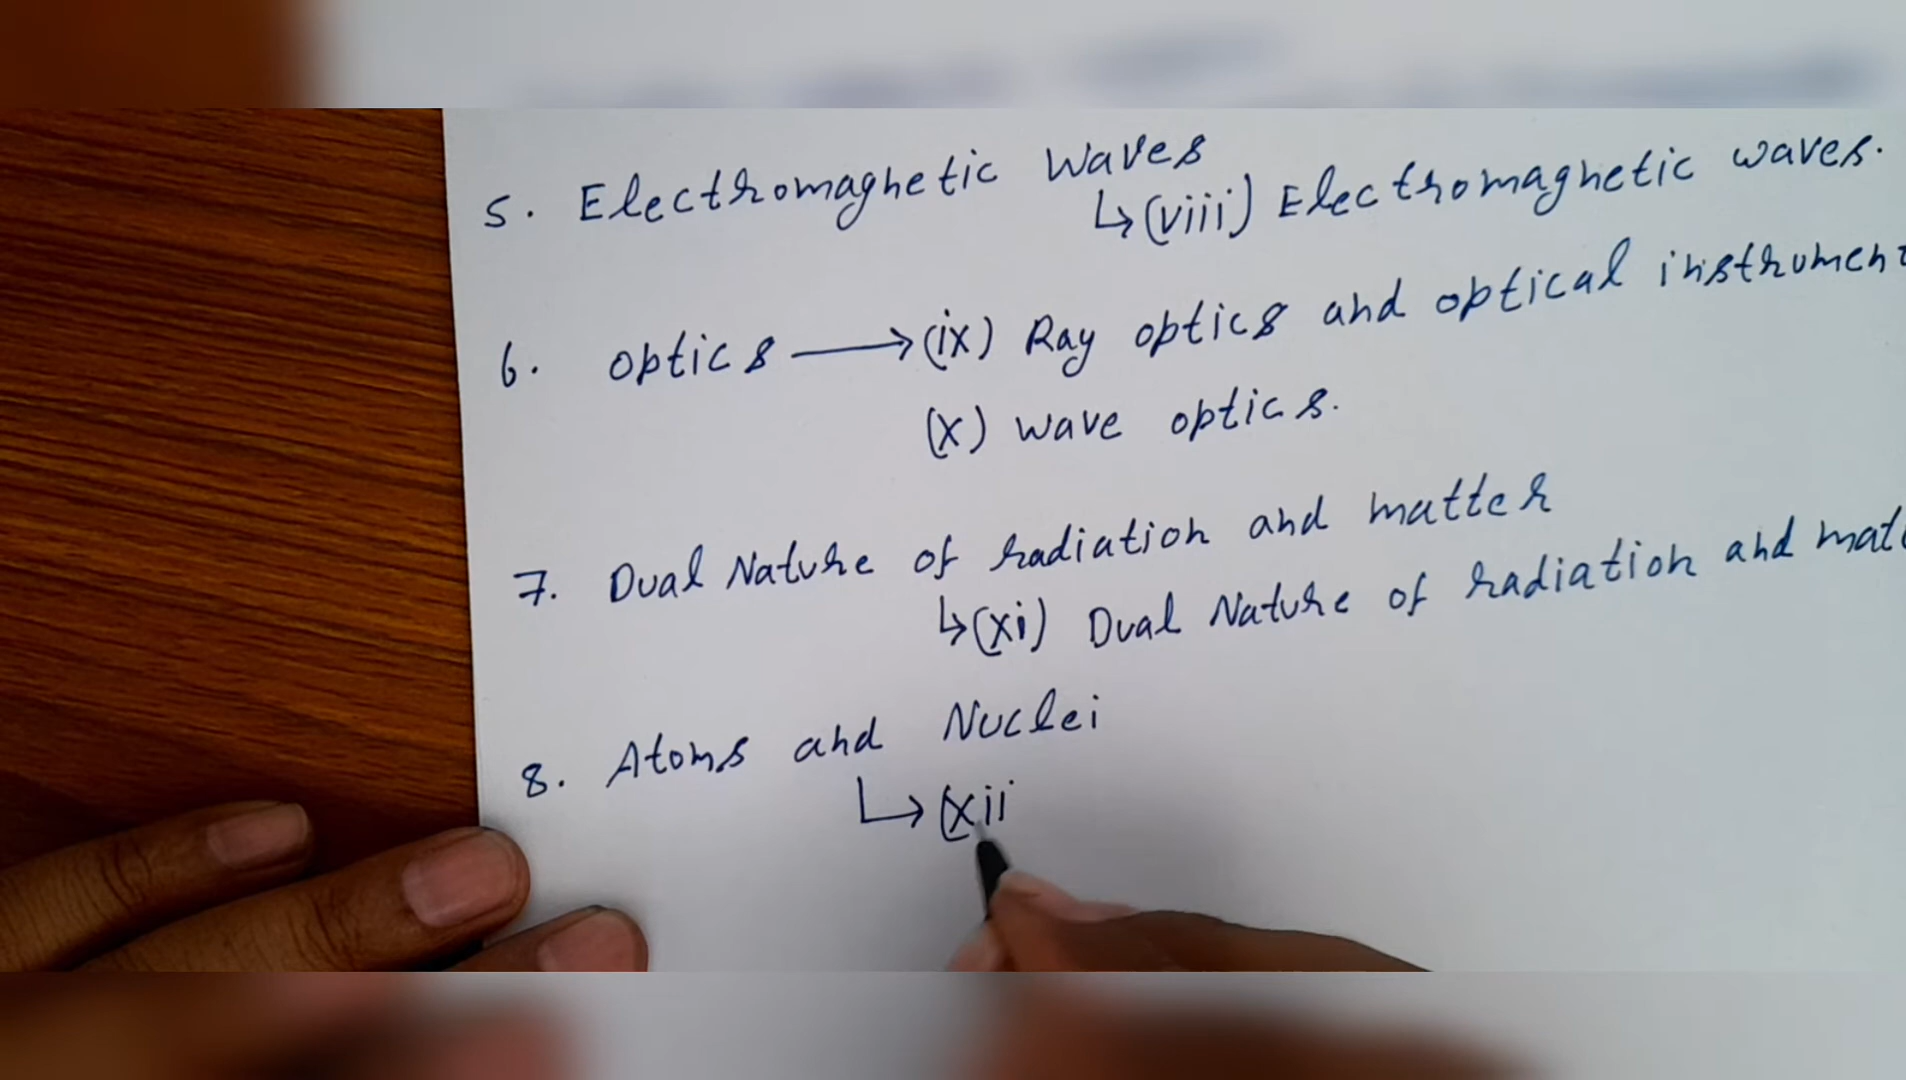 5. Electromagnetic Waves
↳(viii) Electromagnetic waves.
6. optics → (ix) Ray optics and optical instrument
(x) wave optics.
7. Dual Nature of radiation and matter
↳(xi) Dual Nature of radiation and mat
8. Atoms and Nuclei
↳(xii